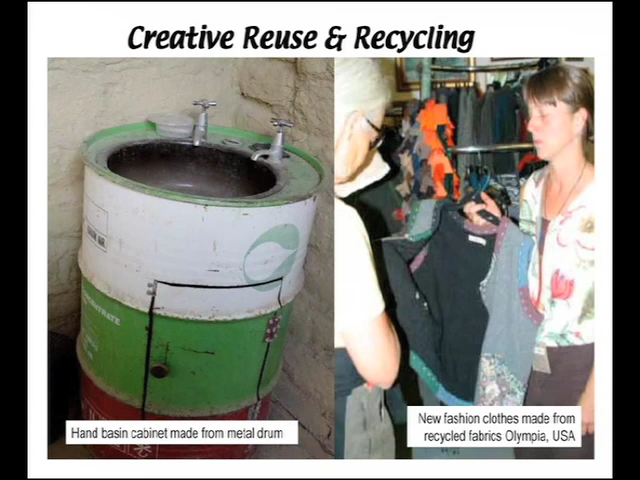 Creative Reuse & Recycling
Hand basin cabinet made from metal drum
New fashion clothes made from
recycled fabrics Olympia, USA